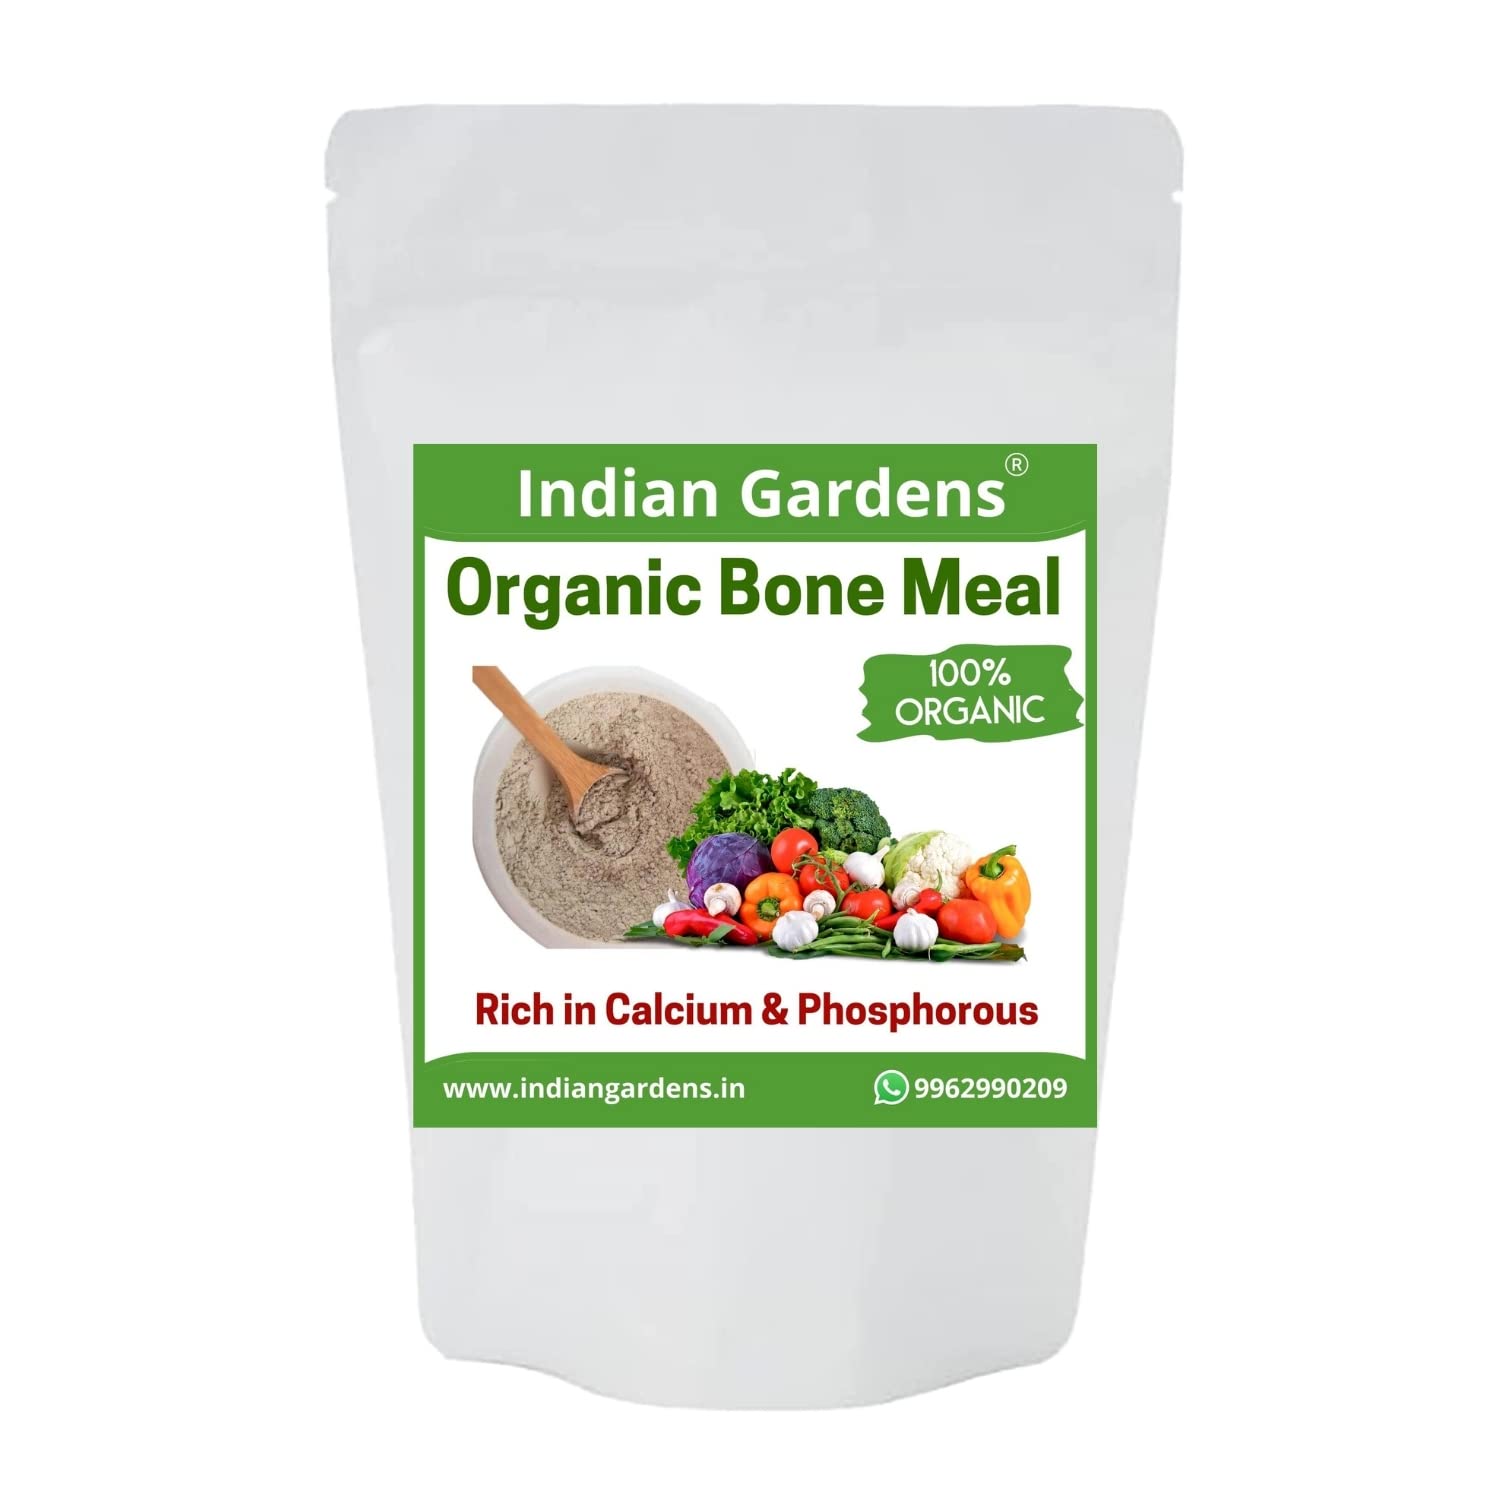 Indian Gardens®
Organic Bone Meal
100%
ORGANIC
Rich in Calcium & Phosphorous
www.indiangardens.in
9962990209